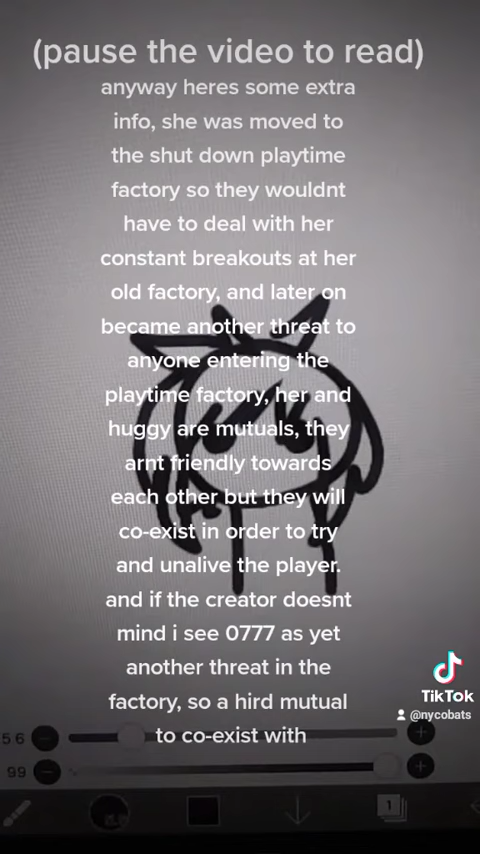 (pause the video to read)
anyway heres some extra
info, she was moved to
the shut down playtime
factory so they wouldnt
have to deal with her
constant breakouts at her
old factory, and later on
became another threat to
anyone entering the
playtime factory, her and
huggy are mutuals, they
arnt friendly towards
each other but they will
co-exist in order to try
and unalive the player.
and if the creator doesnt
mind i see 0777 as yet
another threat in the
factory, so a hird mutual
to co-exist with
TikTok
@nycobats
5 6
99
1